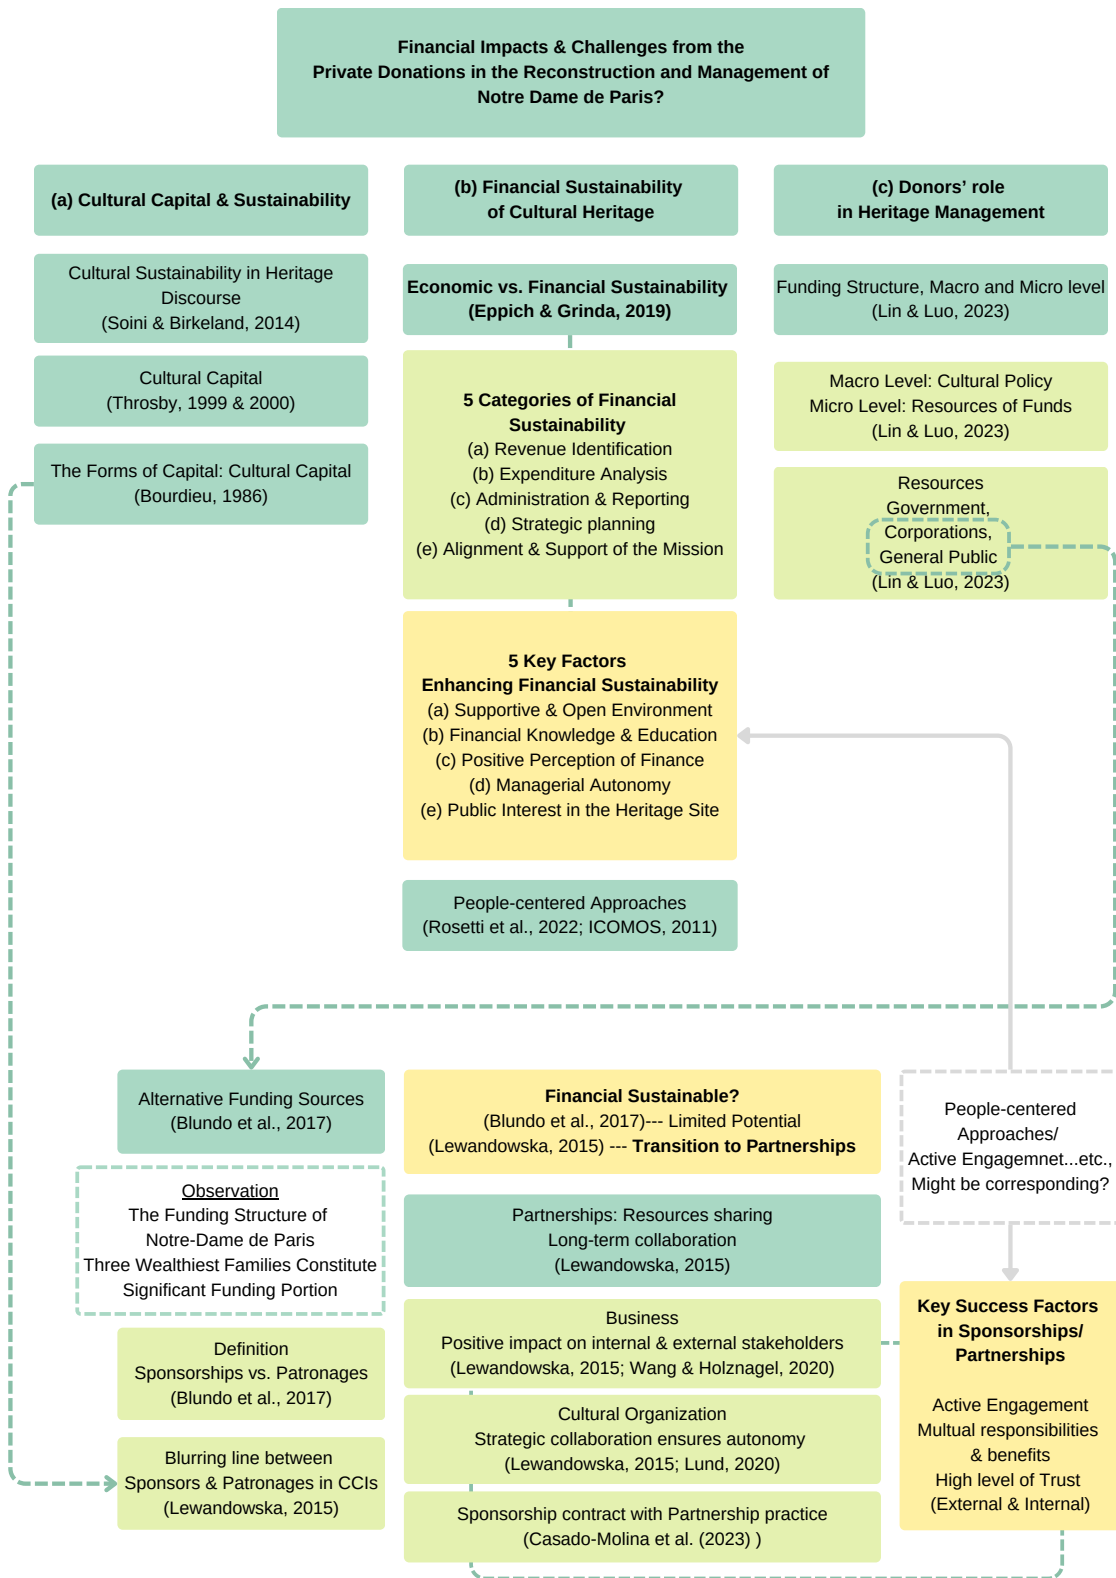 Financial Impacts & Challenges from the
Private Donations in the Reconstruction and Management of
Notre Dame de Paris?
(a) Cultural Capital & Sustainability
Cultural Sustainability in Heritage
Discourse
(Soini & Birkeland, 2014)
Cultural Capital
(Throsby, 1999 & 2000)
The Forms of Capital: Cultural Capital
(Bourdieu, 1986)
(b) Financial Sustainability
of Cultural Heritage
Economic vs. Financial Sustainability
(Eppich & Grinda, 2019)
5 Categories of Financial
Sustainability
(a) Revenue Identification
(b) Expenditure Analysis
(c) Administration & Reporting
(d) Strategic planning
(e) Alignment & Support of the Mission
5 Key Factors
Enhancing Financial Sustainability
(a) Supportive & Open Environment
(b) Financial Knowledge & Education
(c) Positive Perception of Finance
(d) Managerial Autonomy
(e) Public Interest in the Heritage Site
People-centered Approaches
(Rosetti et al., 2022; ICOMOS, 2011)
(c) Donors’ role
in Heritage Management
Funding Structure, Macro and Micro level
(Lin & Luo, 2023)
Macro Level: Cultural Policy
Micro Level: Resources of Funds
(Lin & Luo, 2023)
Resources
Government,
Corporations,
General Public
(Lin & Luo, 2023)
Alternative Funding Sources
(Blundo et al., 2017)
Observation
The Funding Structure of
Notre-Dame de Paris
Three Wealthiest Families Constitute
Significant Funding Portion
Definition
Sponsorships vs. Patronages
(Blundo et al., 2017)
Blurring line between
Sponsors & Patronages in CCIs
(Lewandowska, 2015)
Financial Sustainable?
(Blundo et al., 2017)--- Limited Potential
(Lewandowska, 2015) --- Transition to Partnerships
Partnerships: Resources sharing
Long-term collaboration
(Lewandowska, 2015)
Business
Positive impact on internal & external stakeholders
(Lewandowska, 2015; Wang & Holznagel, 2020)
Cultural Organization
Strategic collaboration ensures autonomy
(Lewandowska, 2015; Lund, 2020)
Sponsorship contract with Partnership practice
(Casado-Molina et al. (2023) )
People-centered
Approaches/
Active Engagemnet...etc.,
Might be corresponding?
Key Success Factors
in Sponsorships/
Partnerships
Active Engagement
Multual responsibilities
& benefits
High level of Trust
(External & Internal)